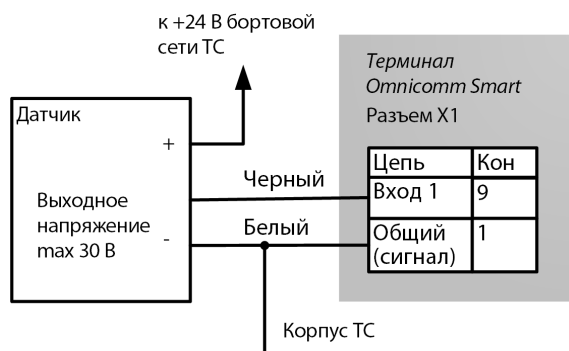 к +24 В бортовой
сети ТС
Терминал
Omnicomm Smart
Разъем X1
Датчик
+
Цепь Кон
Черный
Вход 1 9
Выходное
напряжение
max 30 В
-
Белый
Общий
(сигнал)
1
Корпус ТС